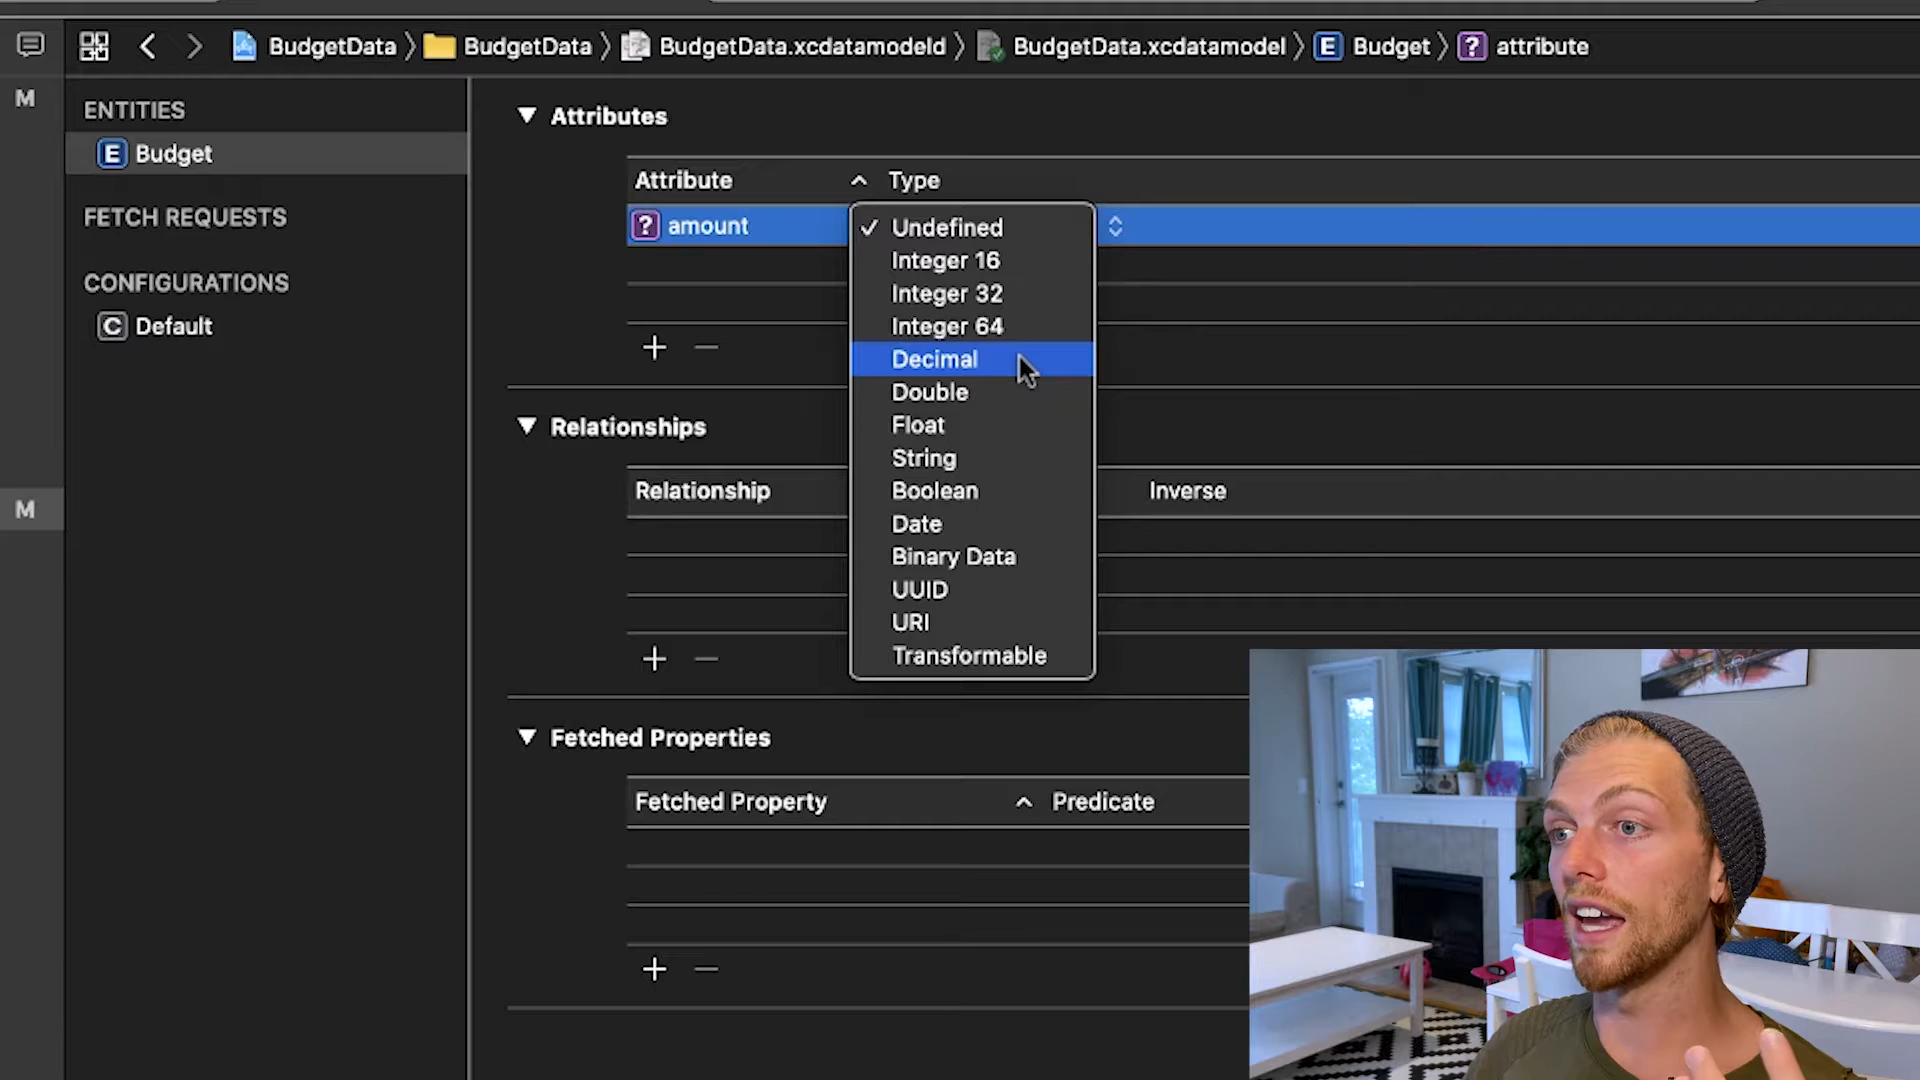 BudgetData BudgetData BudgetData.xcdatamodeld BudgetData.xcdatamodel E Budget ? attribute
M
ENTITIES
E Budget
FETCH REQUESTS
CONFIGURATIONS
C Default
M
Attributes
Attribute Type
? amount
Undefined
Integer 16
Integer 32
Integer 64
Decimal
Double
Float
String
Boolean
Date
Binary Data
UUID
URI
Transformable
Relationships
Relationship Inverse
Fetched Properties
Fetched Property Predicate